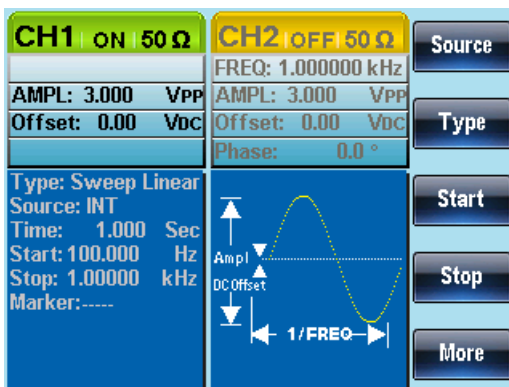 CH1 ON 50 Ω
AMPL: 3.000 VPP
Offset: 0.00 VDC
Type: Sweep Linear
Source: INT
Time: 1.000 Sec
Start: 100.000 Hz
Stop: 1.00000 kHz
Marker:-----
CH2 OFF 50 Ω
FREQ: 1.000000 kHz
AMPL: 3.000 VPP
Offset: 0.00 VDC
Phase: 0.0 °
Ampl
DC Offset
1/FREQ
Source
Type
Start
Stop
More